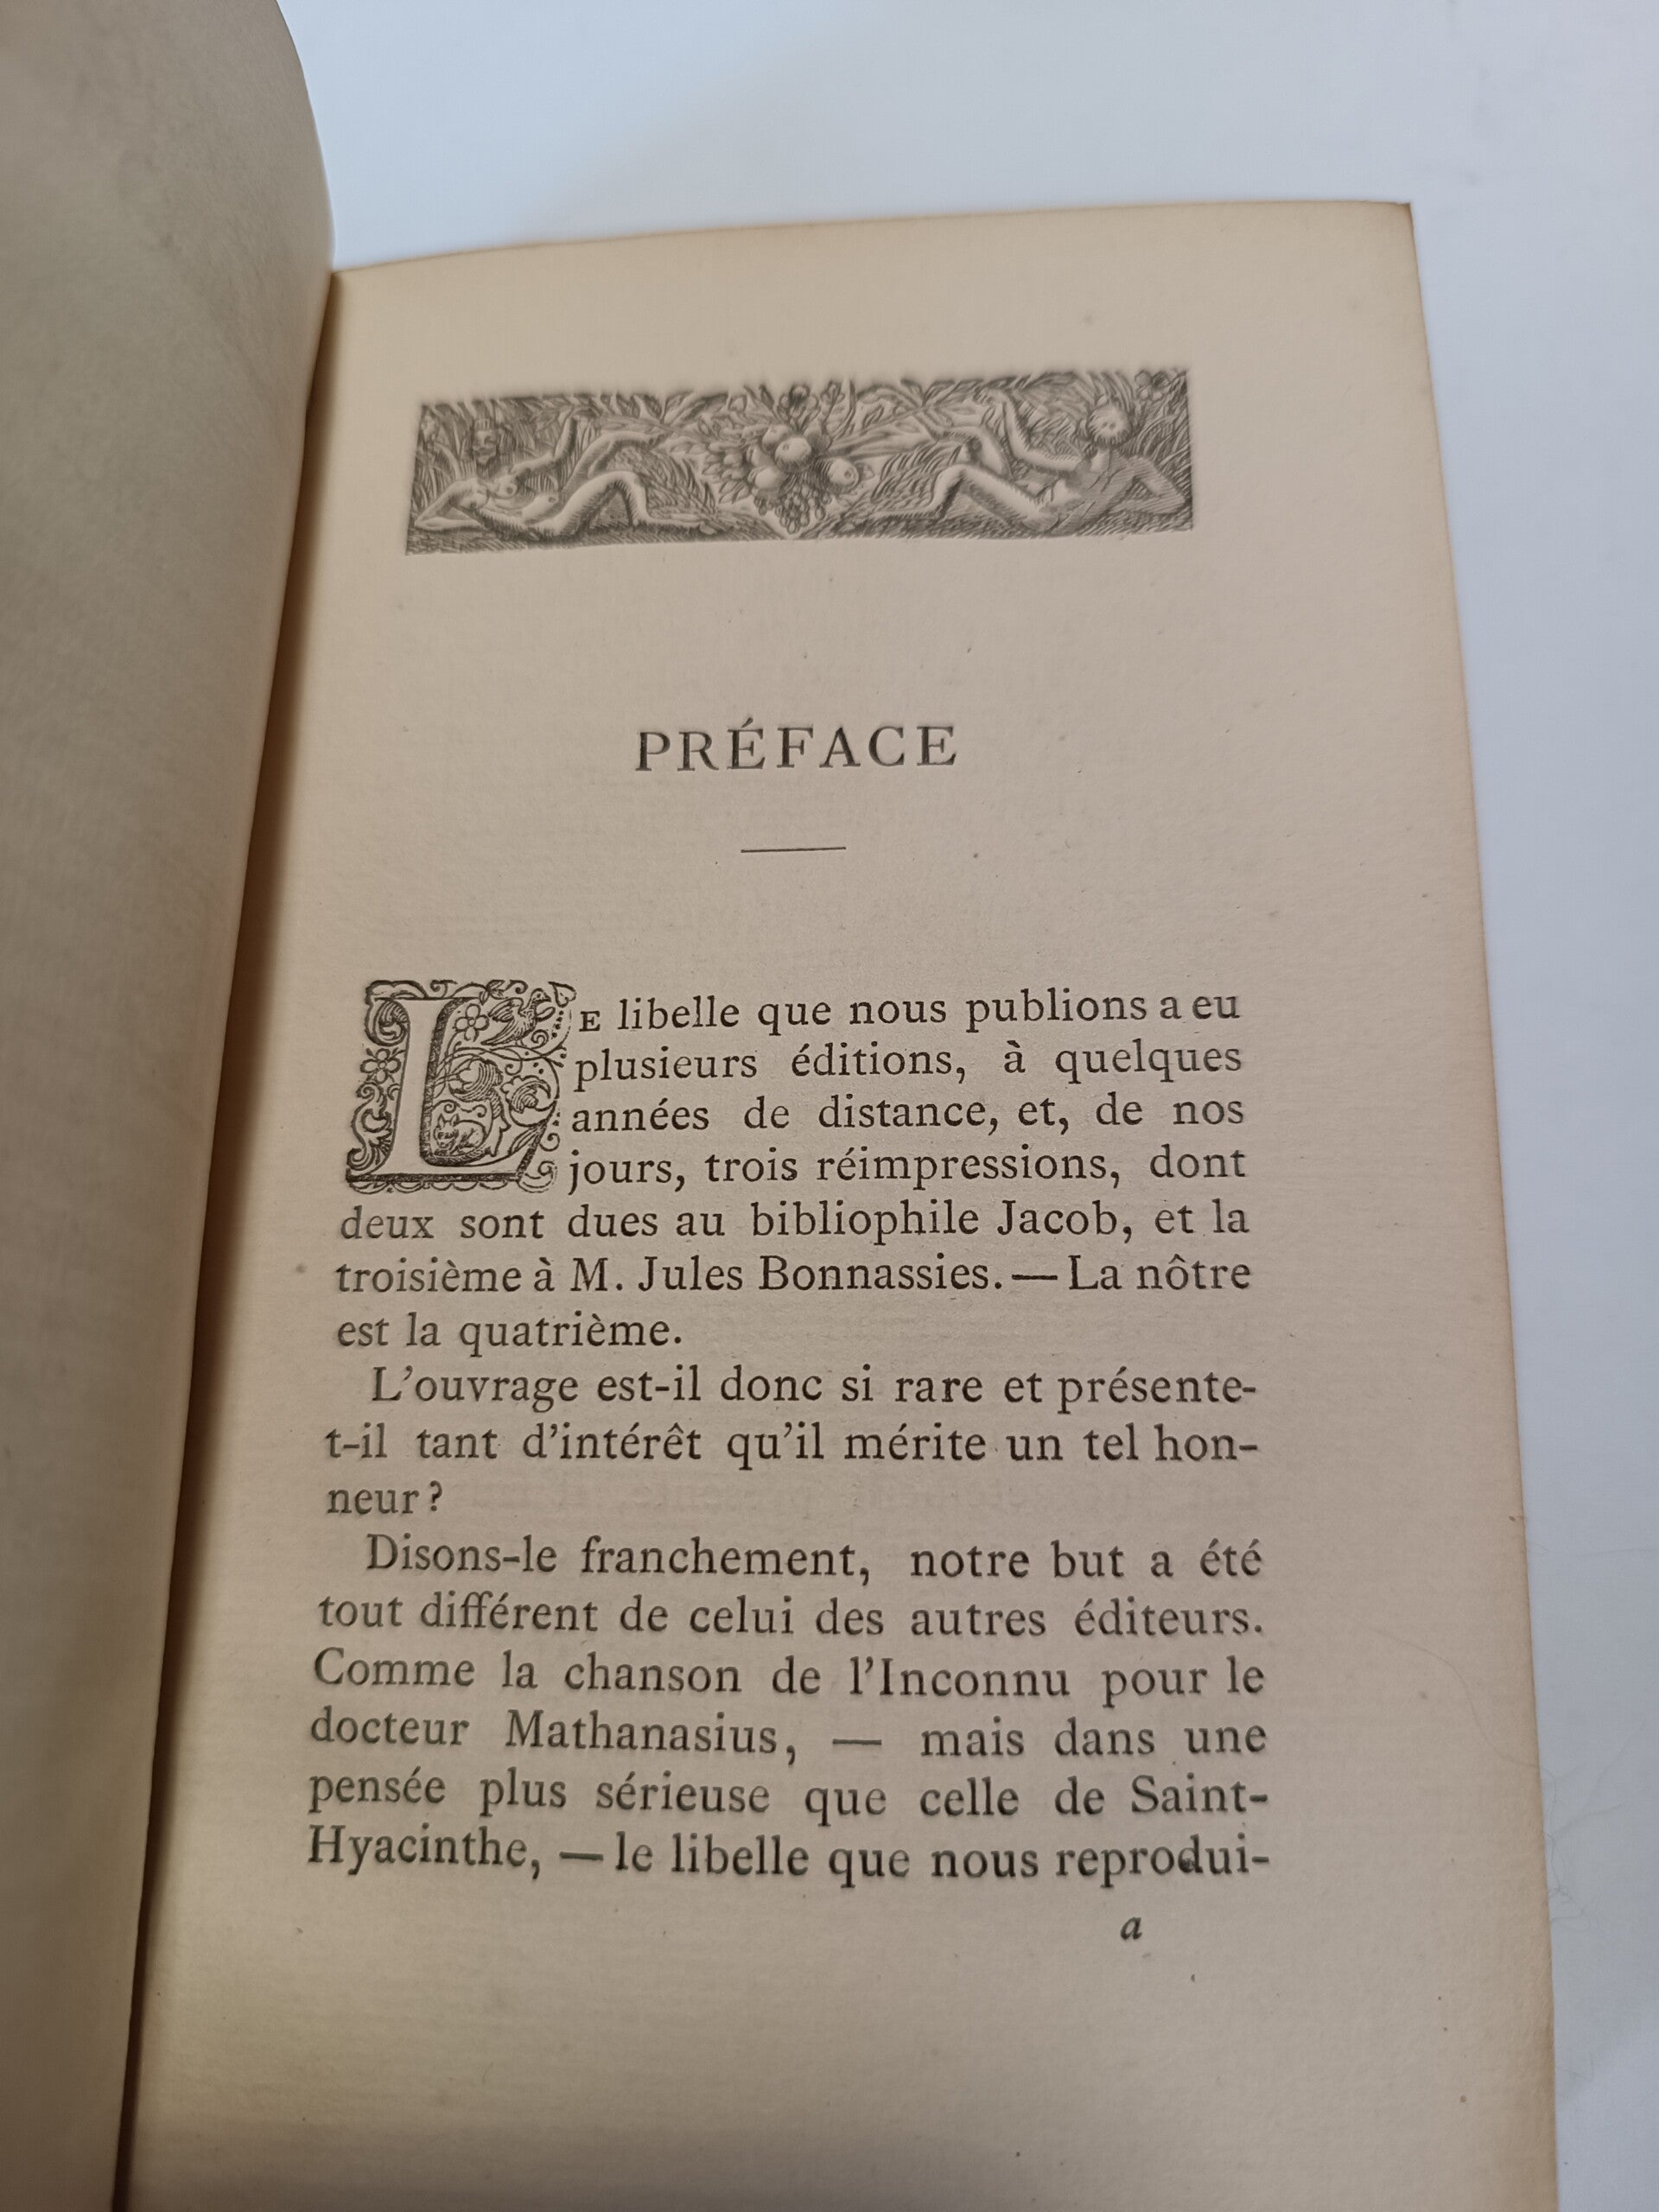 PRÉFACE
LE libelle que nous publions a eu
plusieurs éditions, à quelques
années de distance, et, de nos
jours, trois réimpressions, dont
deux sont dues au bibliophile Jacob, et la
troisième à M. Jules Bonnassies. — La nôtre
est la quatrième.
L'ouvrage est-il donc si rare et présente-
t-il tant d'intérêt qu'il mérite un tel hon-
neur ?
Disons-le franchement, notre but a été
tout différent de celui des autres éditeurs.
Comme la chanson de l'Inconnu pour le
docteur Mathanasius, — mais dans une
pensée plus sérieuse que celle de Saint-
Hyacinthe, — le libelle que nous reprodui-
a